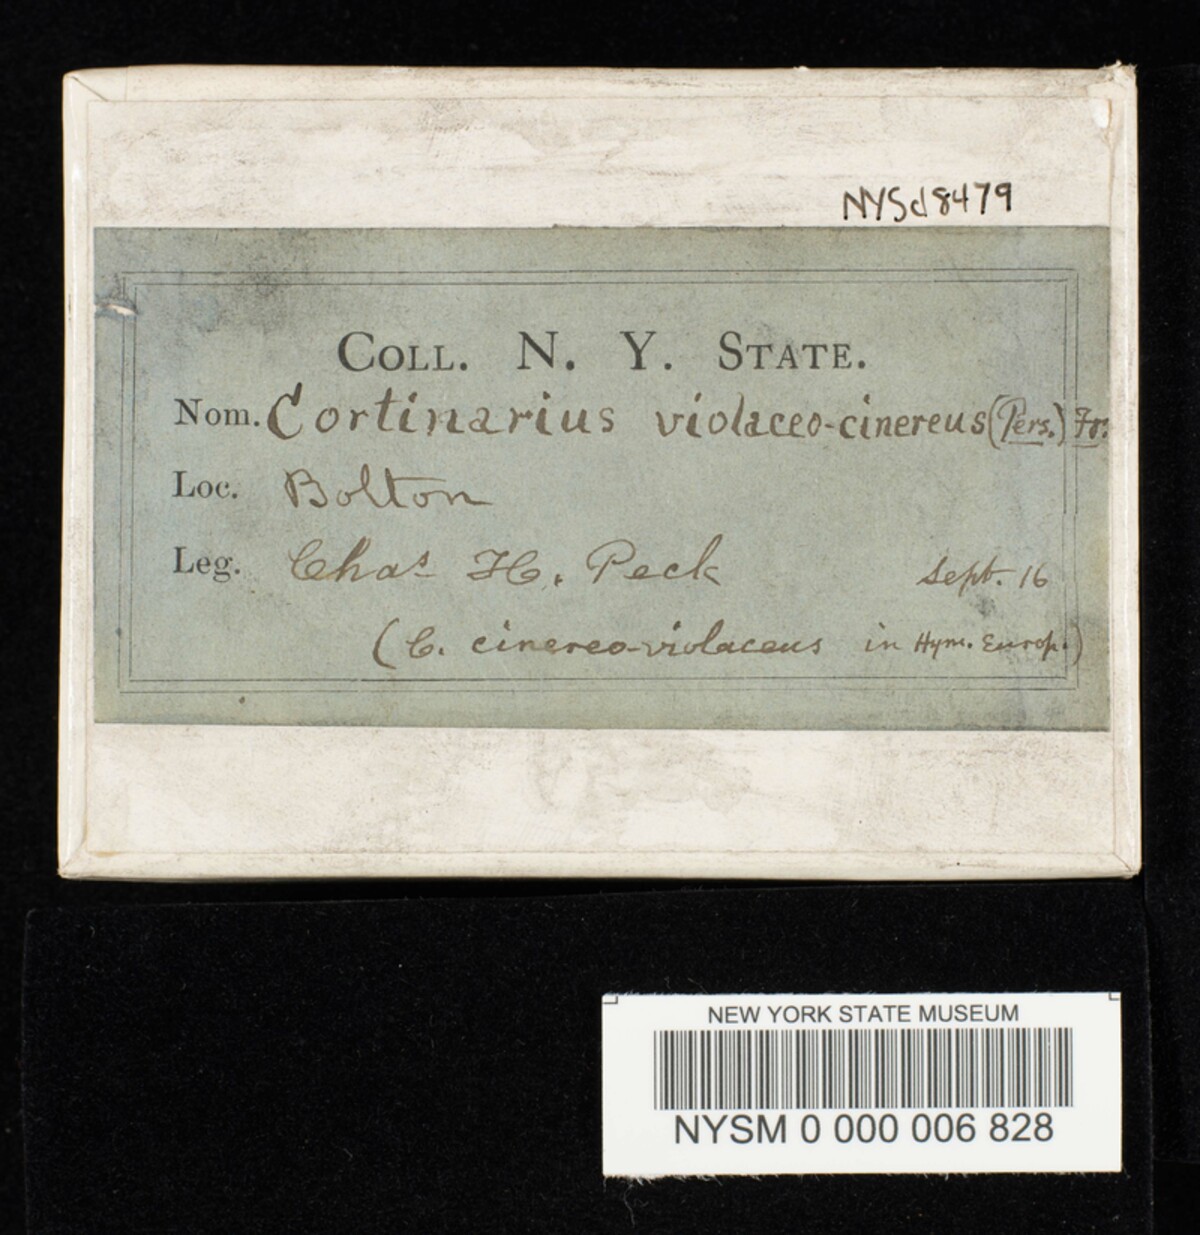 NYSd8479
COLL. N. Y. STATE.
Nom. Cortinarius violaceo-cinereus (Pers.) Fr.
Loc. Bolton
Leg. Chas. H. Peck Sept. 16
(C. cinereo-violaceus in Hym. Europ.)
NEW YORK STATE MUSEUM
NYSM 0 000 006 828